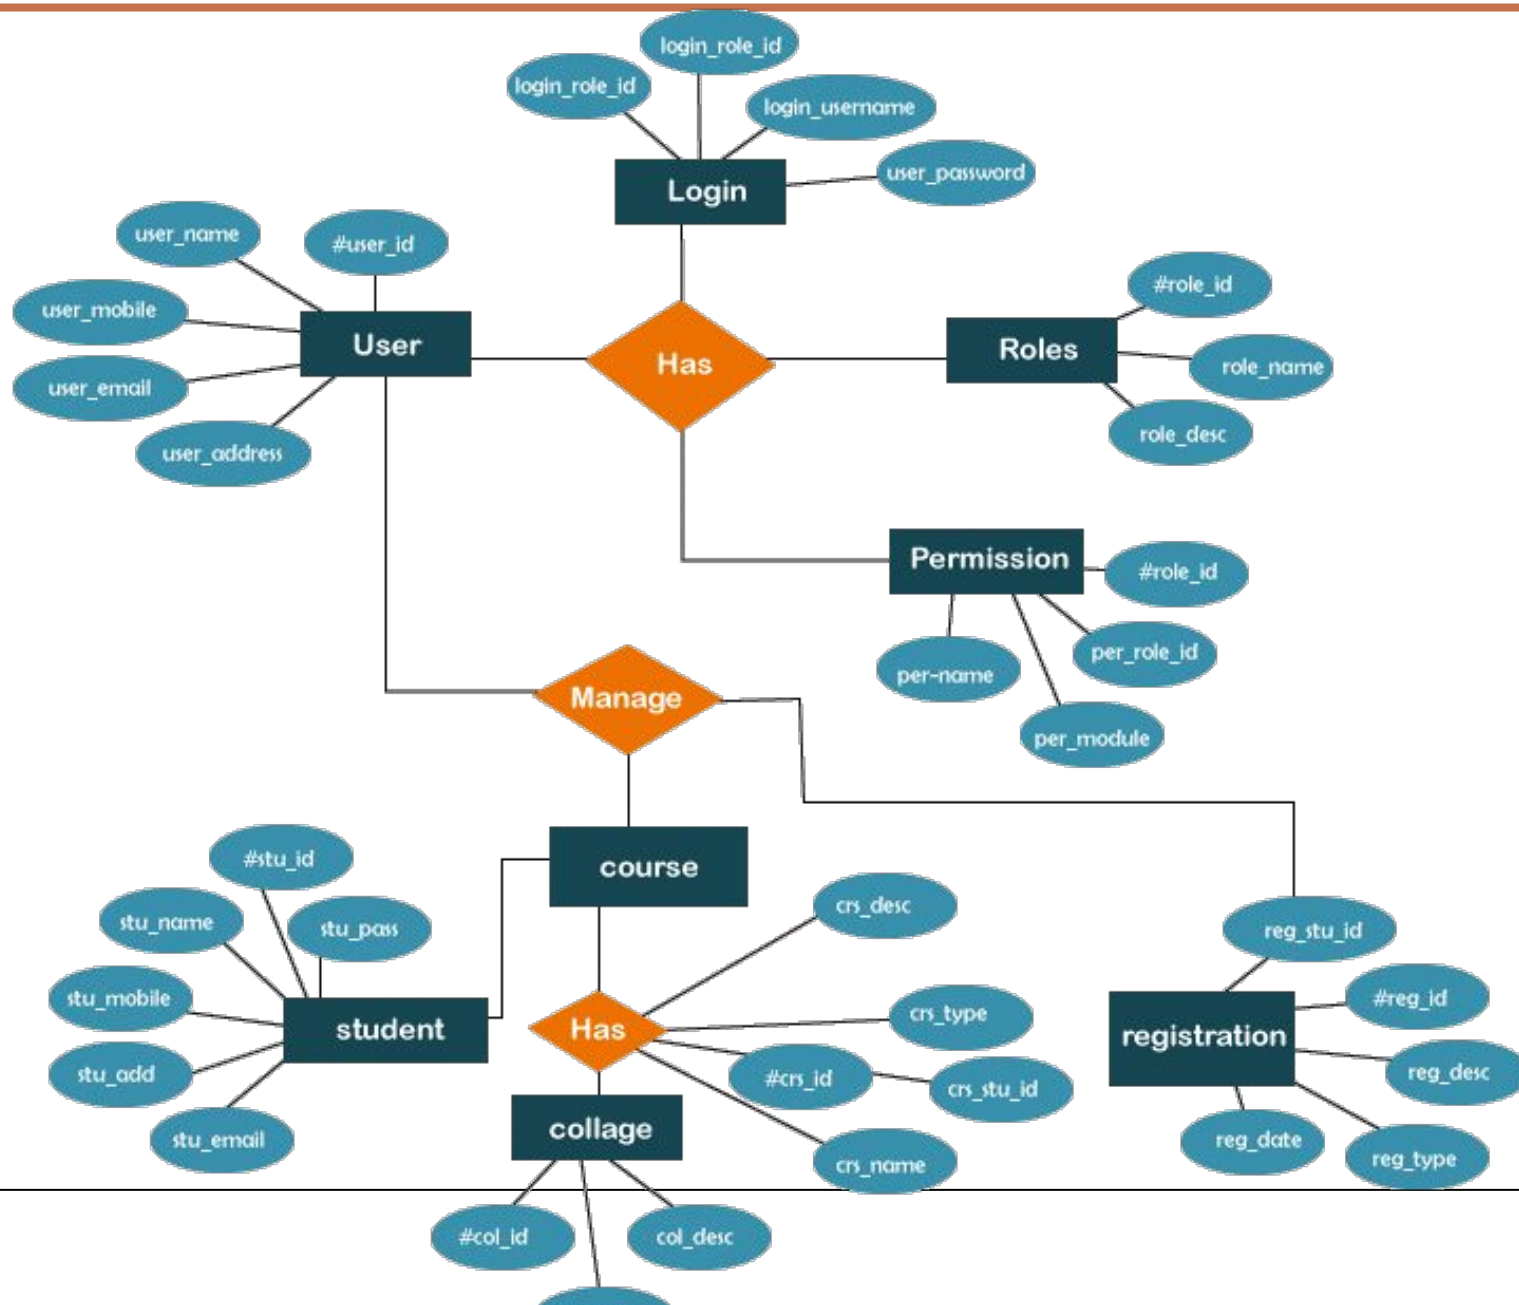 login_role_id
login_role_id
login_username
user_password
Login
user_name
#user_id
user_mobile
User
user_email
user_address
Has
#role_id
Roles
role_name
role_desc
Permission
#role_id
per_role_id
per-name
per_module
Manage
course
#stu_id
stu_name
stu_pass
stu_mobile
student
stu_add
stu_email
Has
crs_desc
crs_type
#crs_id
crs_stu_id
crs_name
reg_stu_id
#reg_id
registration
reg_desc
reg_date
reg_type
collage
#col_id
col_desc